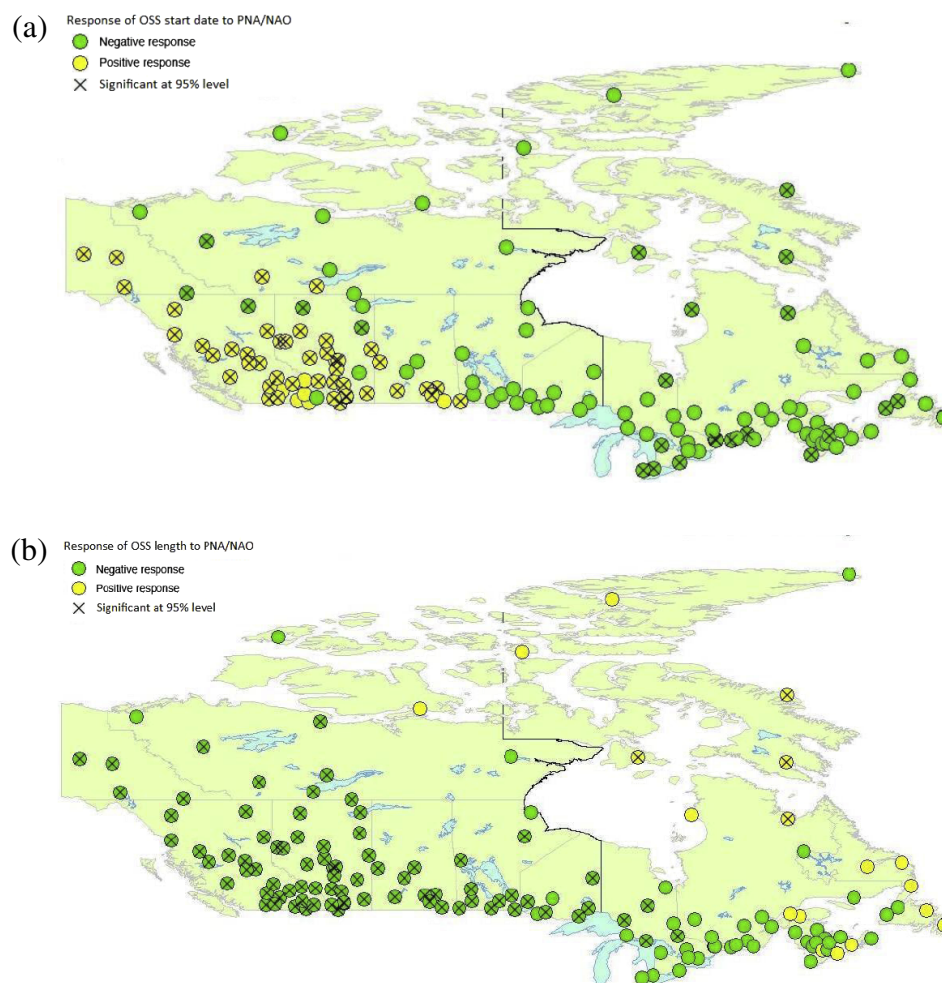 (a)
Response of OSS start date to PNA/NAO
Negative response
Positive response
Significant at 95% level
(b)
Response of OSS length to PNA/NAO
Negative response
Positive response
Significant at 95% level